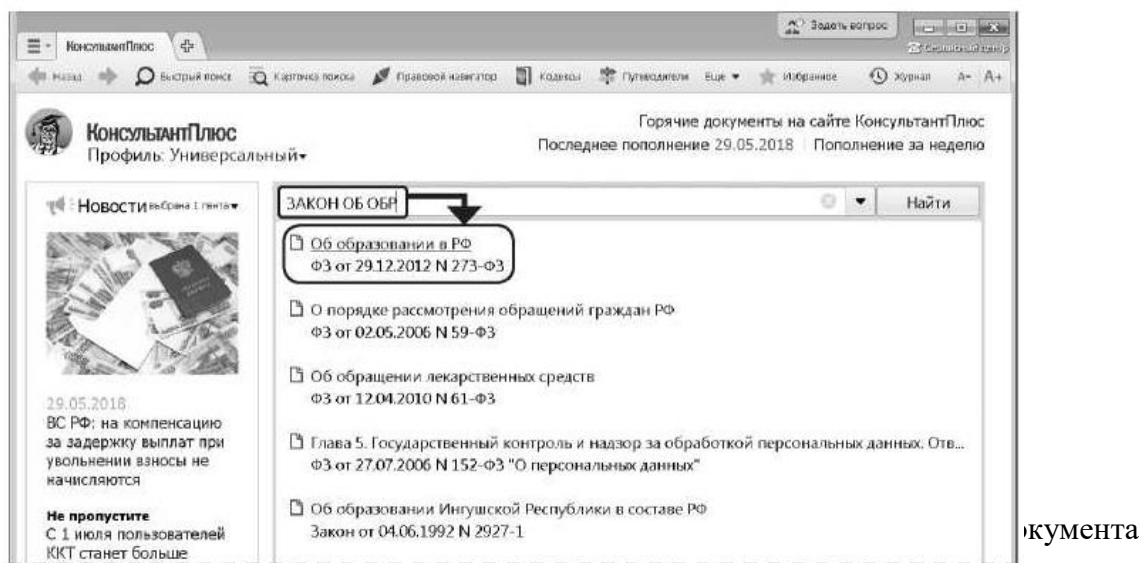 Задать вопрос
КонсультантПлюс
Сервисный центр
Назад Быстрый поиск Карточка поиска Правовой навигатор Кодексы Путеводители Еще Избранное Журнал A- A+
КонсультантПлюс
Профиль: Универсальный
Горячие документы на сайте КонсультантПлюс
Последнее пополнение 29.05.2018 Пополнение за неделю
Новости выбрана 1 лента
29.05.2018
ВС РФ: на компенсацию
за задержку выплат при
увольнении взносы не
начисляются
Не пропустите
С 1 июля пользователей
ККТ станет больше
ЗАКОН ОБ ОБР
Найти
Об образовании в РФ
ФЗ от 29.12.2012 N 273-ФЗ
О порядке рассмотрения обращений граждан РФ
ФЗ от 02.05.2006 N 59-ФЗ
Об обращении лекарственных средств
ФЗ от 12.04.2010 N 61-ФЗ
Глава 5. Государственный контроль и надзор за обработкой персональных данных. Отв...
ФЗ от 27.07.2006 N 152-ФЗ "О персональных данных"
Об образовании Ингушской Республики в составе РФ
Закон от 04.06.1992 N 2927-1
окумента